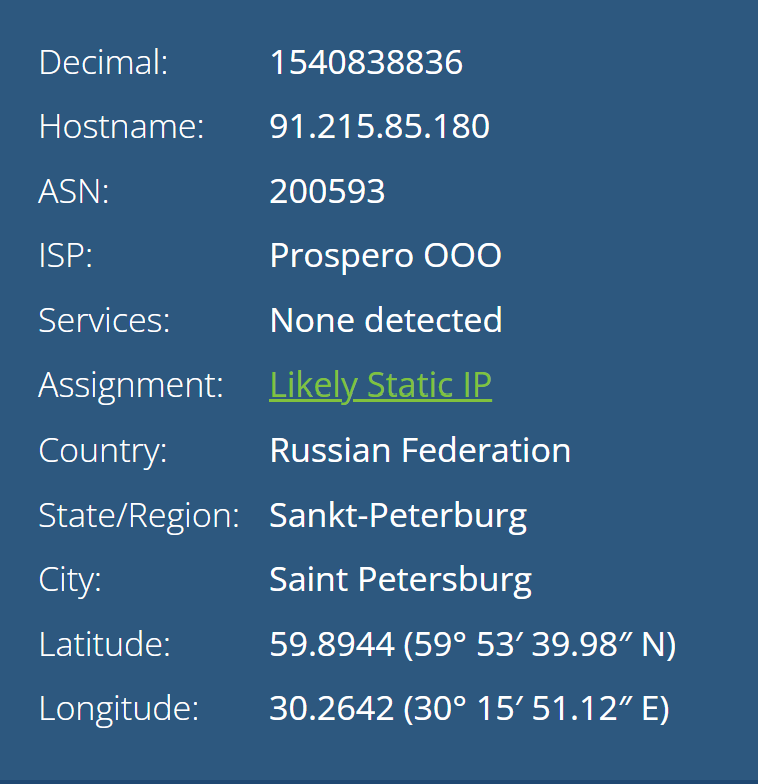 Decimal: 1540838836
Hostname: 91.215.85.180
ASN: 200593
ISP: Prospero OOO
Services: None detected
Assignment: Likely Static IP
Country: Russian Federation
State/Region: Sankt-Peterburg
City: Saint Petersburg
Latitude: 59.8944 (59° 53′ 39.98″ N)
Longitude: 30.2642 (30° 15′ 51.12″ E)